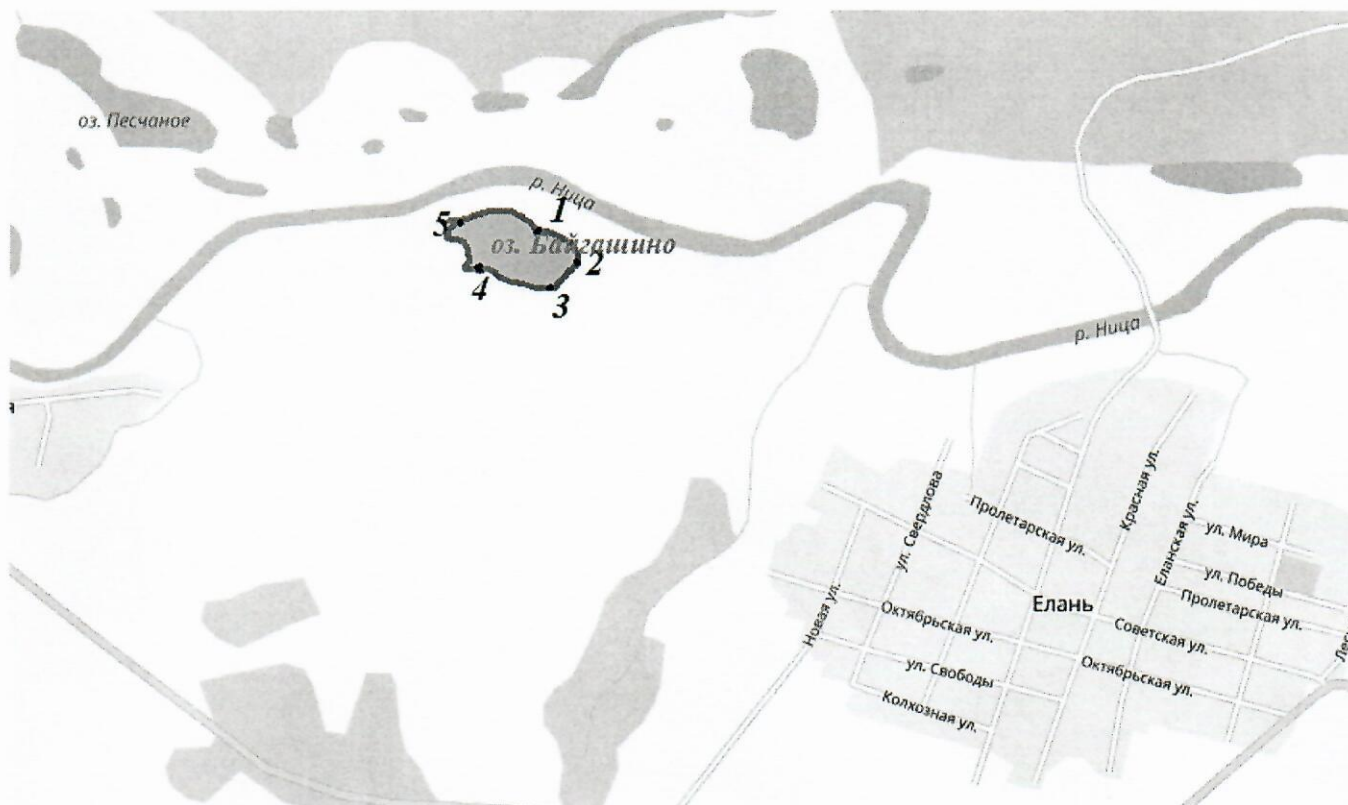 оз. Песчаное
р. Ница
1
5
оз. Байгашино
2
4
3
р. Ница
Красная ул.
ул. Свердлова
Пролетарская ул.
Еланская ул.
ул. Мира
ул. Победы
Пролетарская ул.
Елань
Новая ул.
Октябрьская ул.
Советская ул.
ул. Свободы
Октябрьская ул.
Колхозная ул.